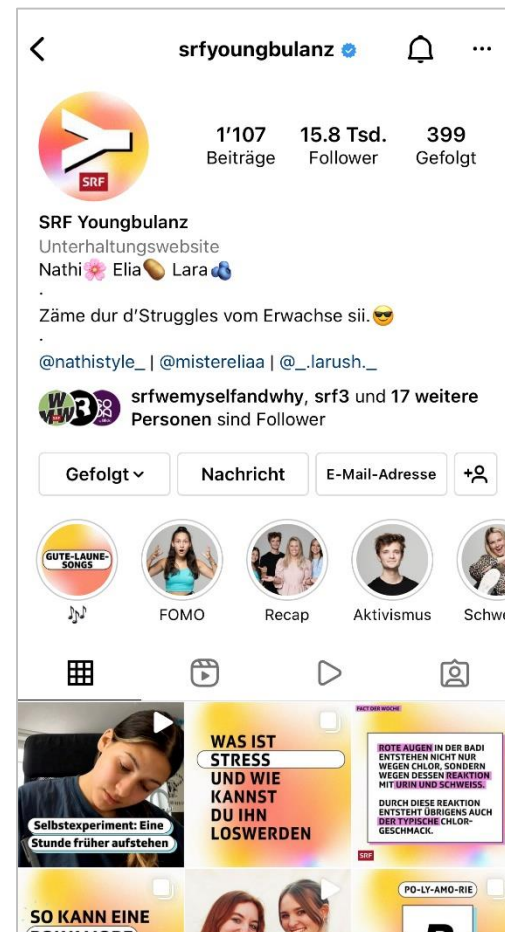 srfyoungbulanz
1'107 15.8 Tsd. 399
Beiträge Follower Gefolgt
SRF
SRF Youngbulanz
Unterhaltungswebsite
Nathi🌸 Elia🥔 Lara🫐
.
Zäme dur d'Struggles vom Erwachse sii.😎
.
@nathistyle_ | @mistereliaa | @_.larush._
srfwemyselfandwhy, srf3 und 17 weitere
Personen sind Follower
Gefolgt Nachricht E-Mail-Adresse
GUTE-LAUNE-
SONGS
🎶 FOMO Recap Aktivismus Schwe
Selbstexperiment: Eine
Stunde früher aufstehen
WAS IST
STRESS
UND WIE
KANNST
DU IHN
LOSWERDEN
FACT DER WOCHE
ROTE AUGEN IN DER BADI
ENTSTEHEN NICHT NUR
WEGEN CHLOR, SONDERN
WEGEN DESSEN REAKTION
MIT URIN UND SCHWEISS.
DURCH DIESE REAKTION
ENTSTEHT ÜBRIGENS AUCH
DER TYPISCHE CHLOR-
GESCHMACK.
SRF
SO KANN EINE
PO-LY-AMO-RIE